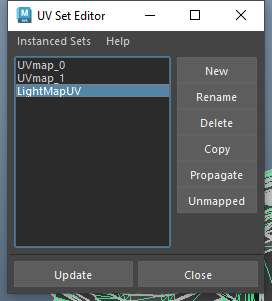 UV Set Editor
Instanced Sets Help
UVmap_0
UVmap_1
LightMapUV
New
Rename
Delete
Copy
Propagate
Unmapped
Update
Close